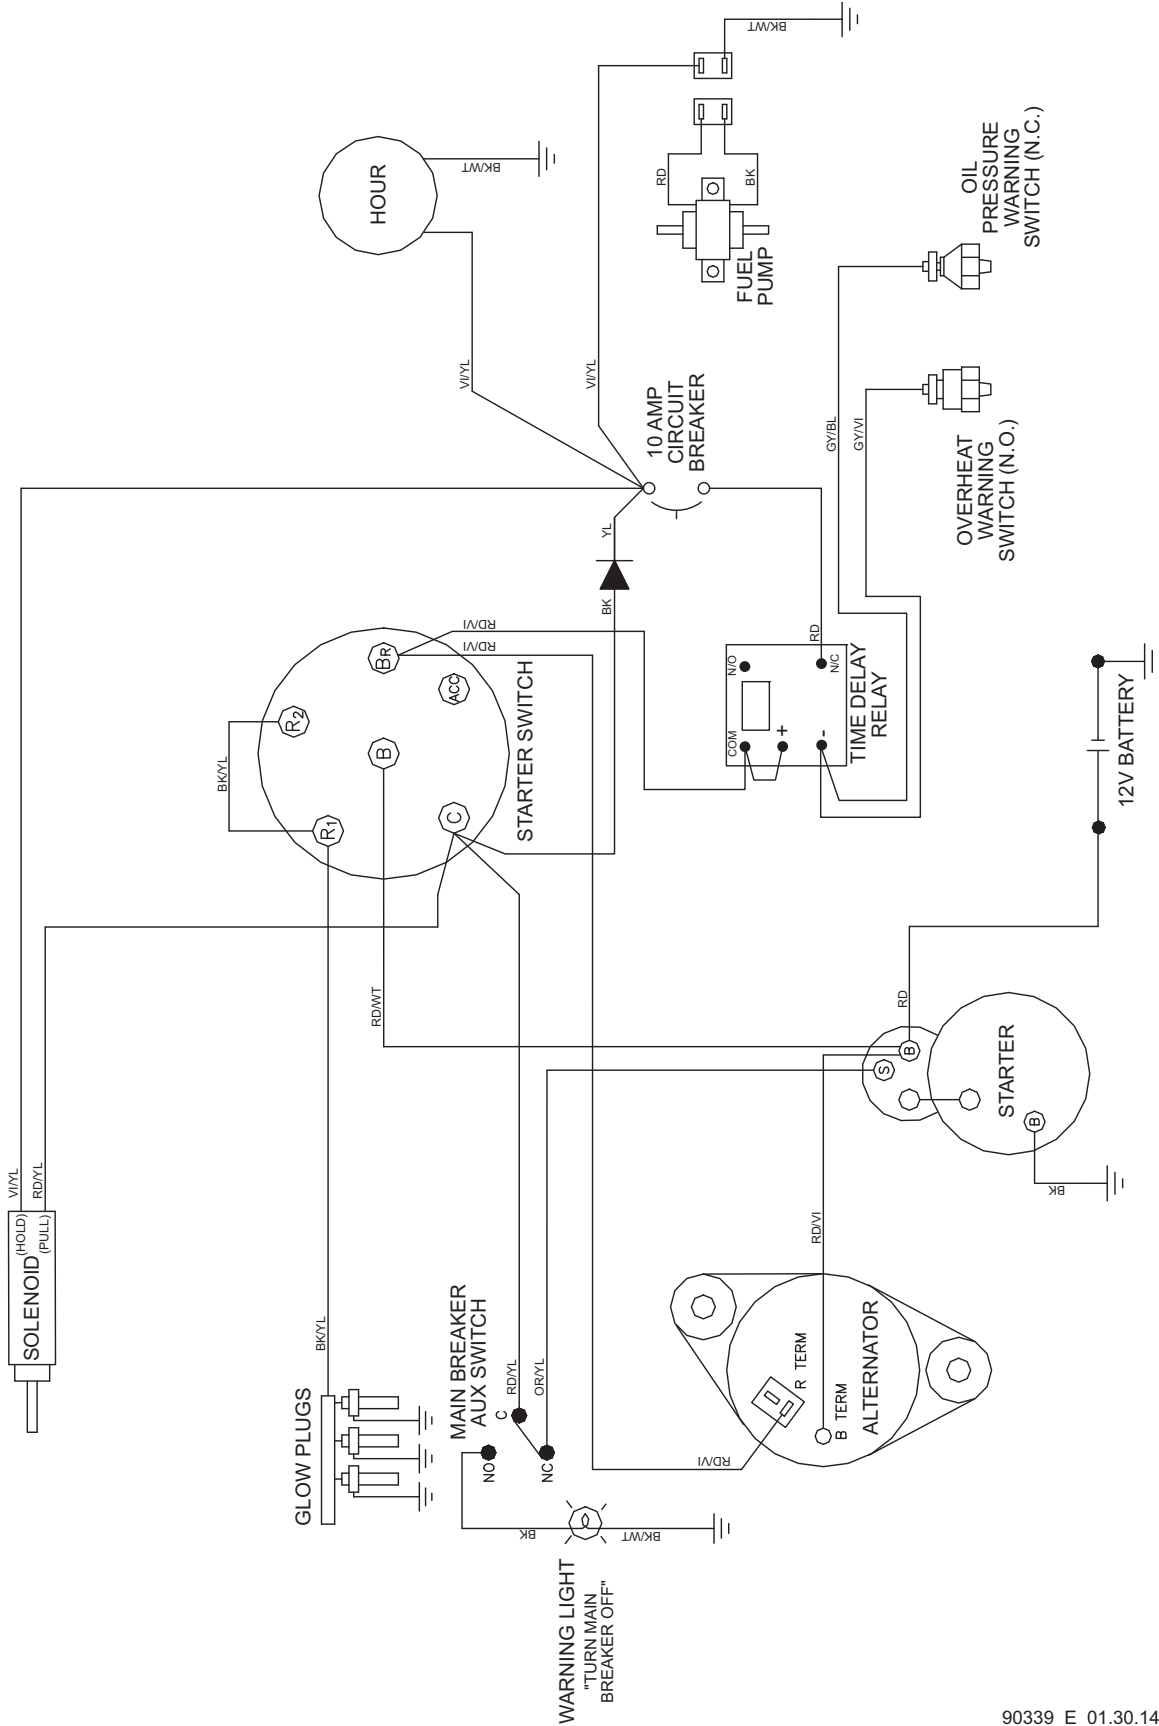 SOLENOID
(HOLD)
(PULL)
VI/YL
RD/YL
GLOW PLUGS
BK/YL
BK/YL
R1
R2
B
BR
ACC
C
STARTER SWITCH
RD/WT
RD/VI
RD/VI
HOUR
VI/YL
BK/WT
VI/YL
BK/WT
RD
BK
FUEL
PUMP
10 AMP
CIRCUIT
BREAKER
YL
BK
N/O
COM
+
-
N/C
RD
TIME DELAY
RELAY
GY/BL
GY/VI
OIL
PRESSURE
WARNING
SWITCH (N.C.)
OVERHEAT
WARNING
SWITCH (N.O.)
12V BATTERY
RD
S
B
B
STARTER
BK
RD/VI
R TERM
B TERM
ALTERNATOR
RD/VI
MAIN BREAKER
AUX SWITCH
C
NO
NC
RD/YL
OR/YL
BK
BK/WT
WARNING LIGHT
"TURN MAIN
BREAKER OFF"
90339 E 01.30.14